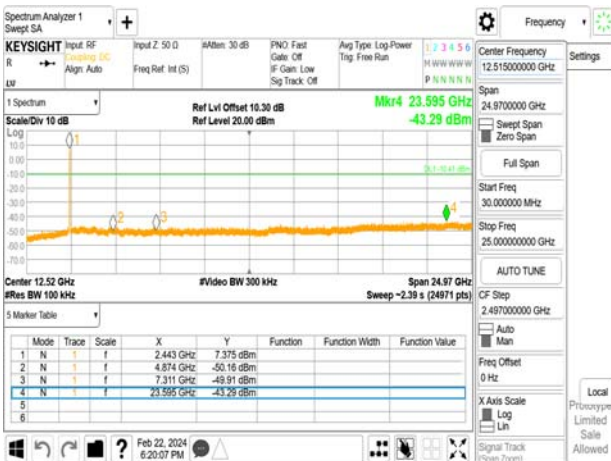 Spectrum Analyzer 1
Swept SA
Frequency
KEYSIGHT
Input: RF
Coupling: DC
Align: Auto
R
Input Z: 50 Ω
Freq Ref: Int (S)
#Atten: 30 dB
PNO: Fast
Gate: Off
IF Gain: Low
Sig Track: Off
Avg Type: Log-Power
Trig: Free Run
1 2 3 4 5 6
M W W W W W
P N N N N N
1 Spectrum
Scale/Div 10 dB
Ref Lvl Offset 10.30 dB
Ref Level 20.00 dBm
Mkr4 23.595 GHz
-43.29 dBm
Log
10.0
0.00
-10.0
-20.0
-30.0
-40.0
-50.0
-60.0
-70.0
DL1 -10.41 dBm
1
2
3
4
Center 12.52 GHz
#Res BW 100 kHz
#Video BW 300 kHz
Span 24.97 GHz
Sweep ~2.39 s (24971 pts)
5 Marker Table
Mode Trace Scale X Y Function Function Width Function Value
1 N 1 f 2.443 GHz 7.375 dBm
2 N 1 f 4.874 GHz -50.16 dBm
3 N 1 f 7.311 GHz -49.91 dBm
4 N 1 f 23.595 GHz -43.29 dBm
5
6
Feb 22, 2024
6:20:07 PM
Center Frequency
12.515000000 GHz
Span
24.9700000 GHz
Swept Span
Zero Span
Full Span
Start Freq
30.000000 MHz
Stop Freq
25.000000000 GHz
AUTO TUNE
CF Step
2.497000000 GHz
Auto
Man
Freq Offset
0 Hz
X Axis Scale
Log
Lin
Signal Track
(Span Zoom)
Settings
Local
Prototype
Limited
Sale
Allowed